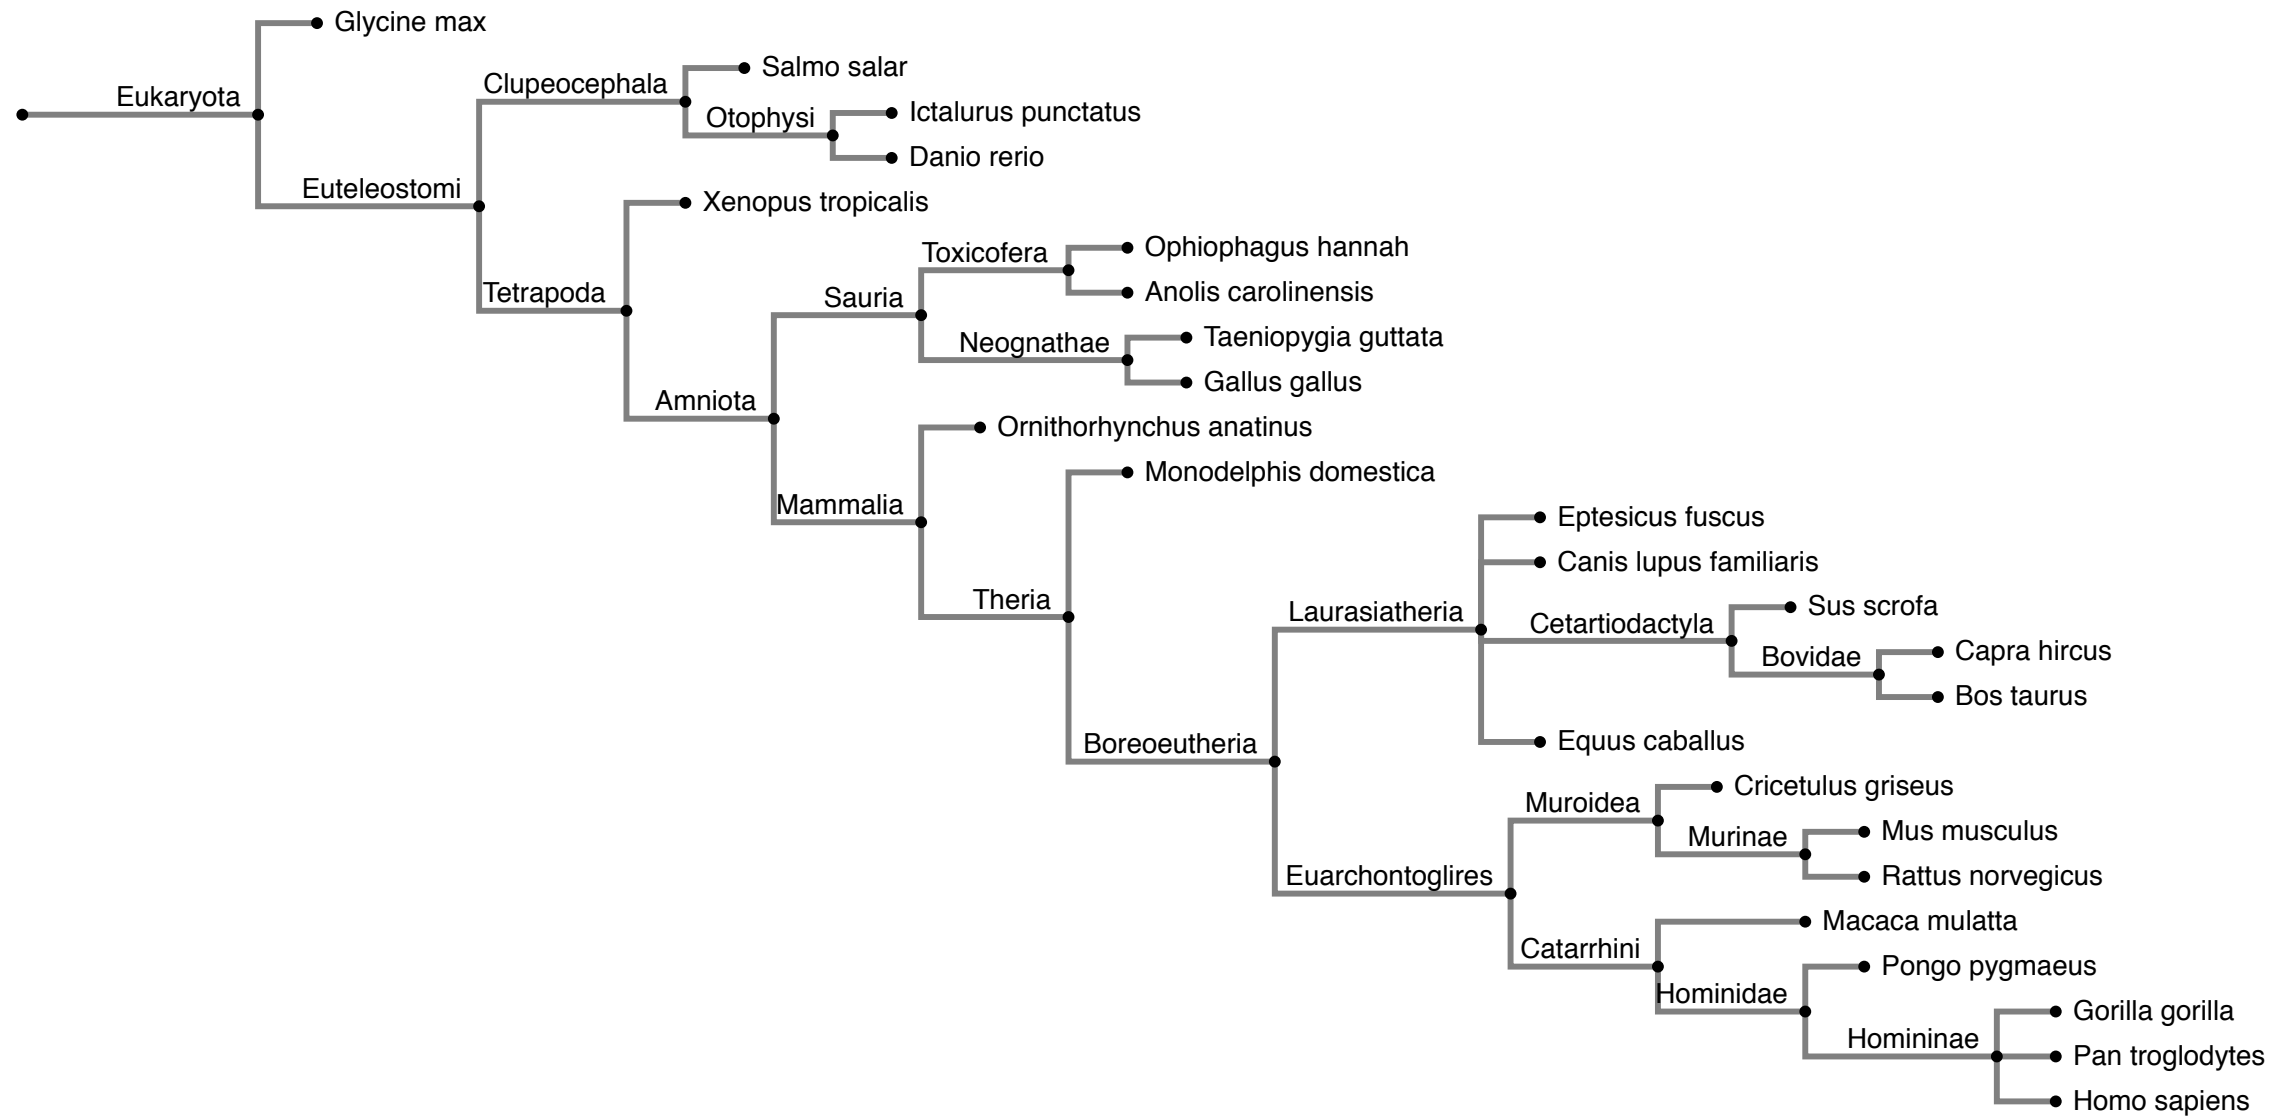 Glycine max
Salmo salar
Clupeocephala
Eukaryota
Ictalurus punctatus
Otophysi
Danio rerio
Euteleostomi
Xenopus tropicalis
Ophiophagus hannah
Toxicofera
Anolis carolinensis
Tetrapoda
Sauria
Taeniopygia guttata
Neognathae
Gallus gallus
Amniota
Ornithorhynchus anatinus
Monodelphis domestica
Mammalia
Eptesicus fuscus
Canis lupus familiaris
Theria
Sus scrofa
Laurasiatheria
Cetartiodactyla
Capra hircus
Bovidae
Bos taurus
Equus caballus
Boreoeutheria
Cricetulus griseus
Muroidea
Mus musculus
Murinae
Rattus norvegicus
Euarchontoglires
Macaca mulatta
Catarrhini
Pongo pygmaeus
Hominidae
Gorilla gorilla
Homininae
Pan troglodytes
Homo sapiens